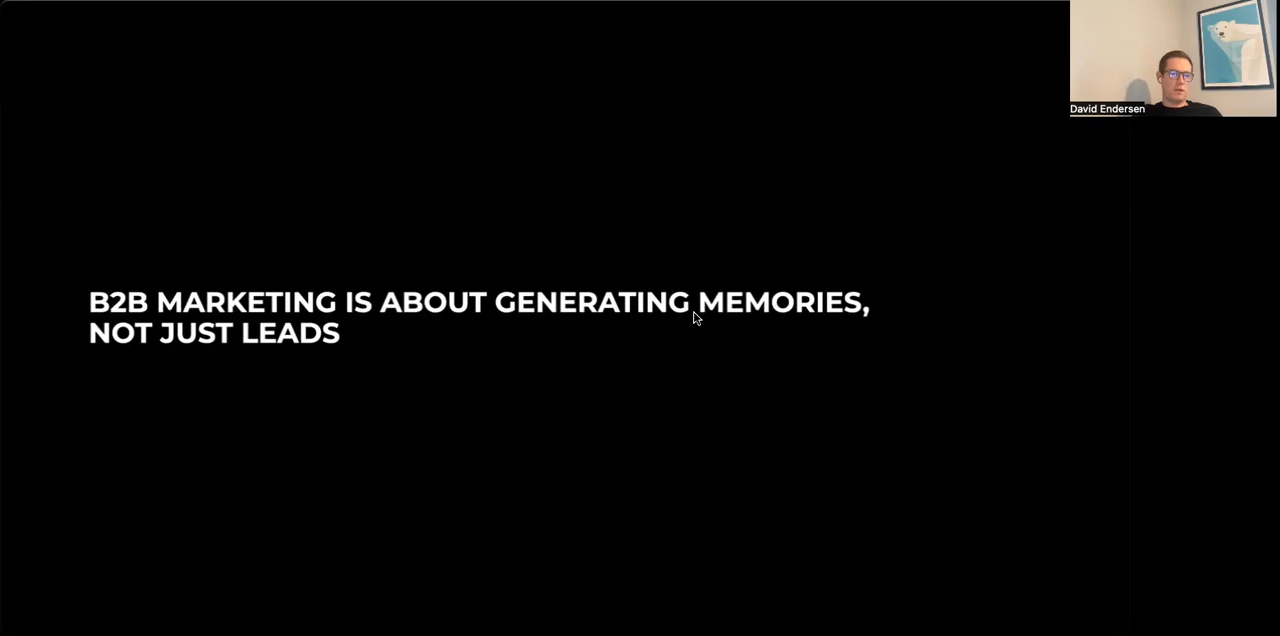 David Endersen
B2B MARKETING IS ABOUT GENERATING MEMORIES,
NOT JUST LEADS